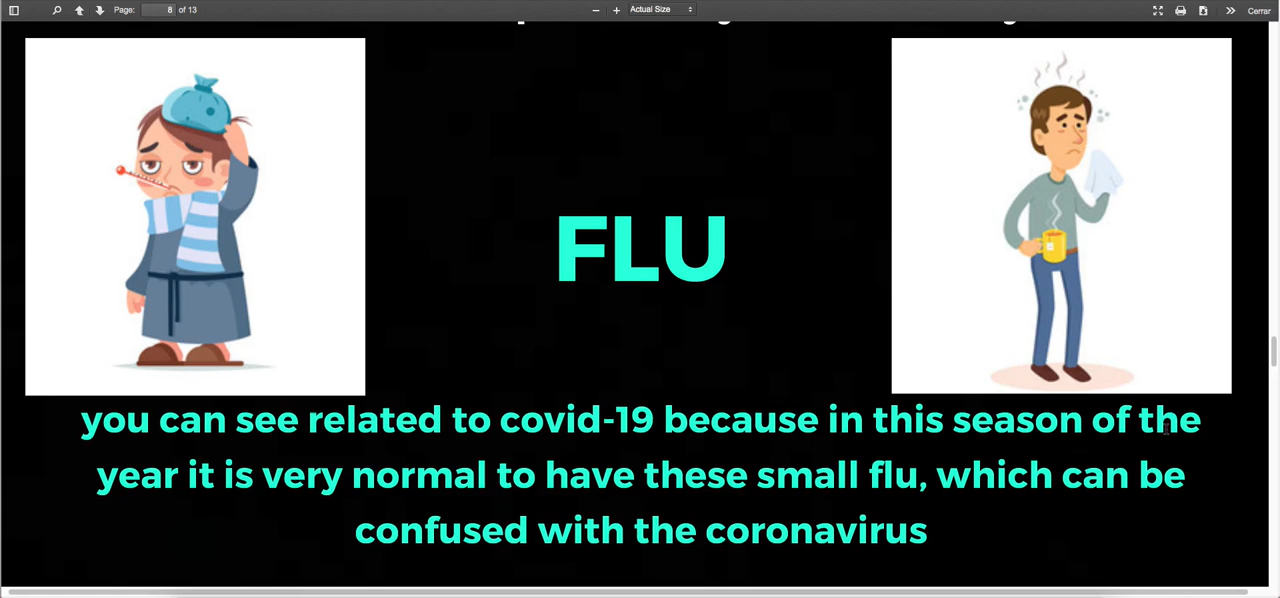 Page: 8 of 13 Actual Size Cerrar
FLU
you can see related to covid-19 because in this season of the
year it is very normal to have these small flu, which can be
confused with the coronavirus